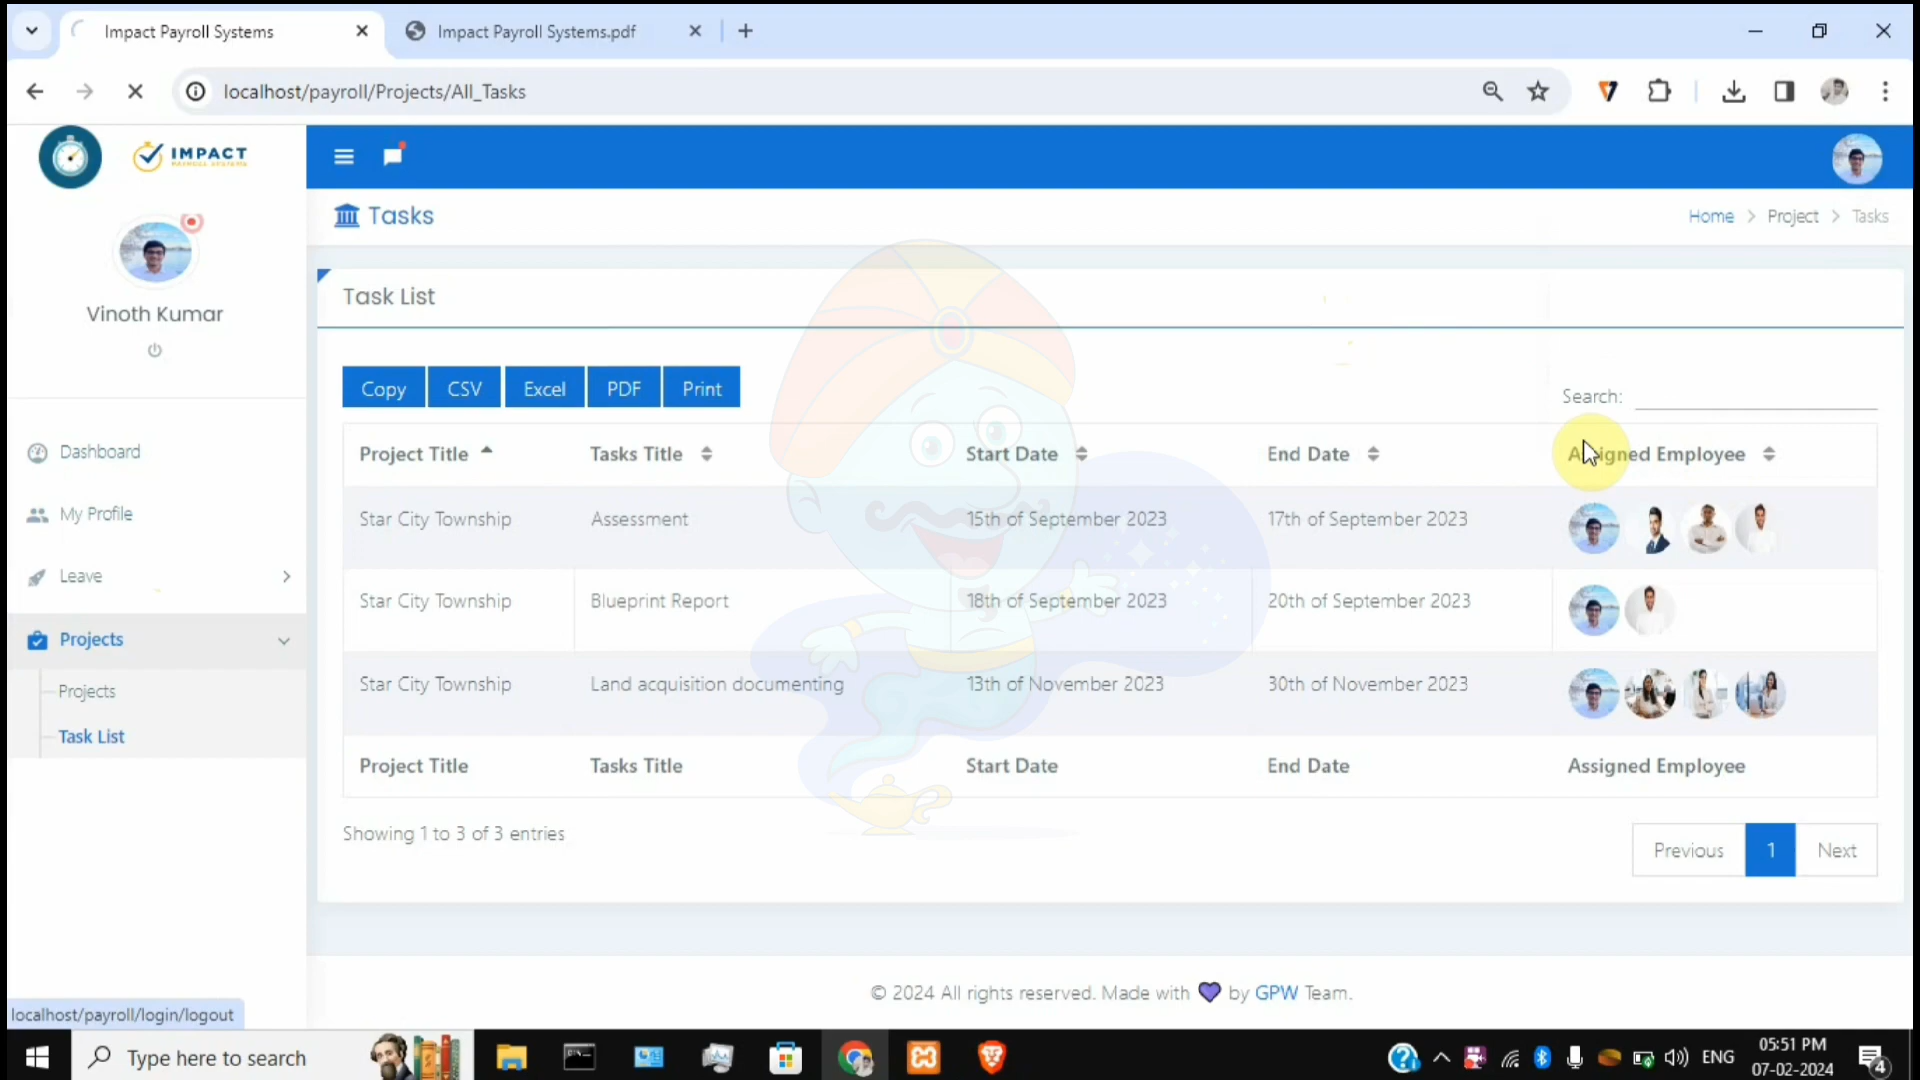 Impact Payroll Systems
Impact Payroll Systems.pdf
localhost/payroll/Projects/All_Tasks
IMPACT
PAYROLL SYSTEMS
Tasks
Home > Project > Tasks
Vinoth Kumar
Task List
Copy CSV Excel PDF Print
Search:
Dashboard
My Profile
Leave
Projects
Projects
Task List
Project Title Tasks Title Start Date End Date Assigned Employee
Star City Township Assessment 15th of September 2023 17th of September 2023
Star City Township Blueprint Report 18th of September 2023 20th of September 2023
Star City Township Land acquisition documenting 13th of November 2023 30th of November 2023
Project Title Tasks Title Start Date End Date Assigned Employee
Showing 1 to 3 of 3 entries
Previous 1 Next
© 2024 All rights reserved. Made with 💜 by GPW Team.
localhost/payroll/login/logout
Type here to search
ENG
05:51 PM
07-02-2024
4